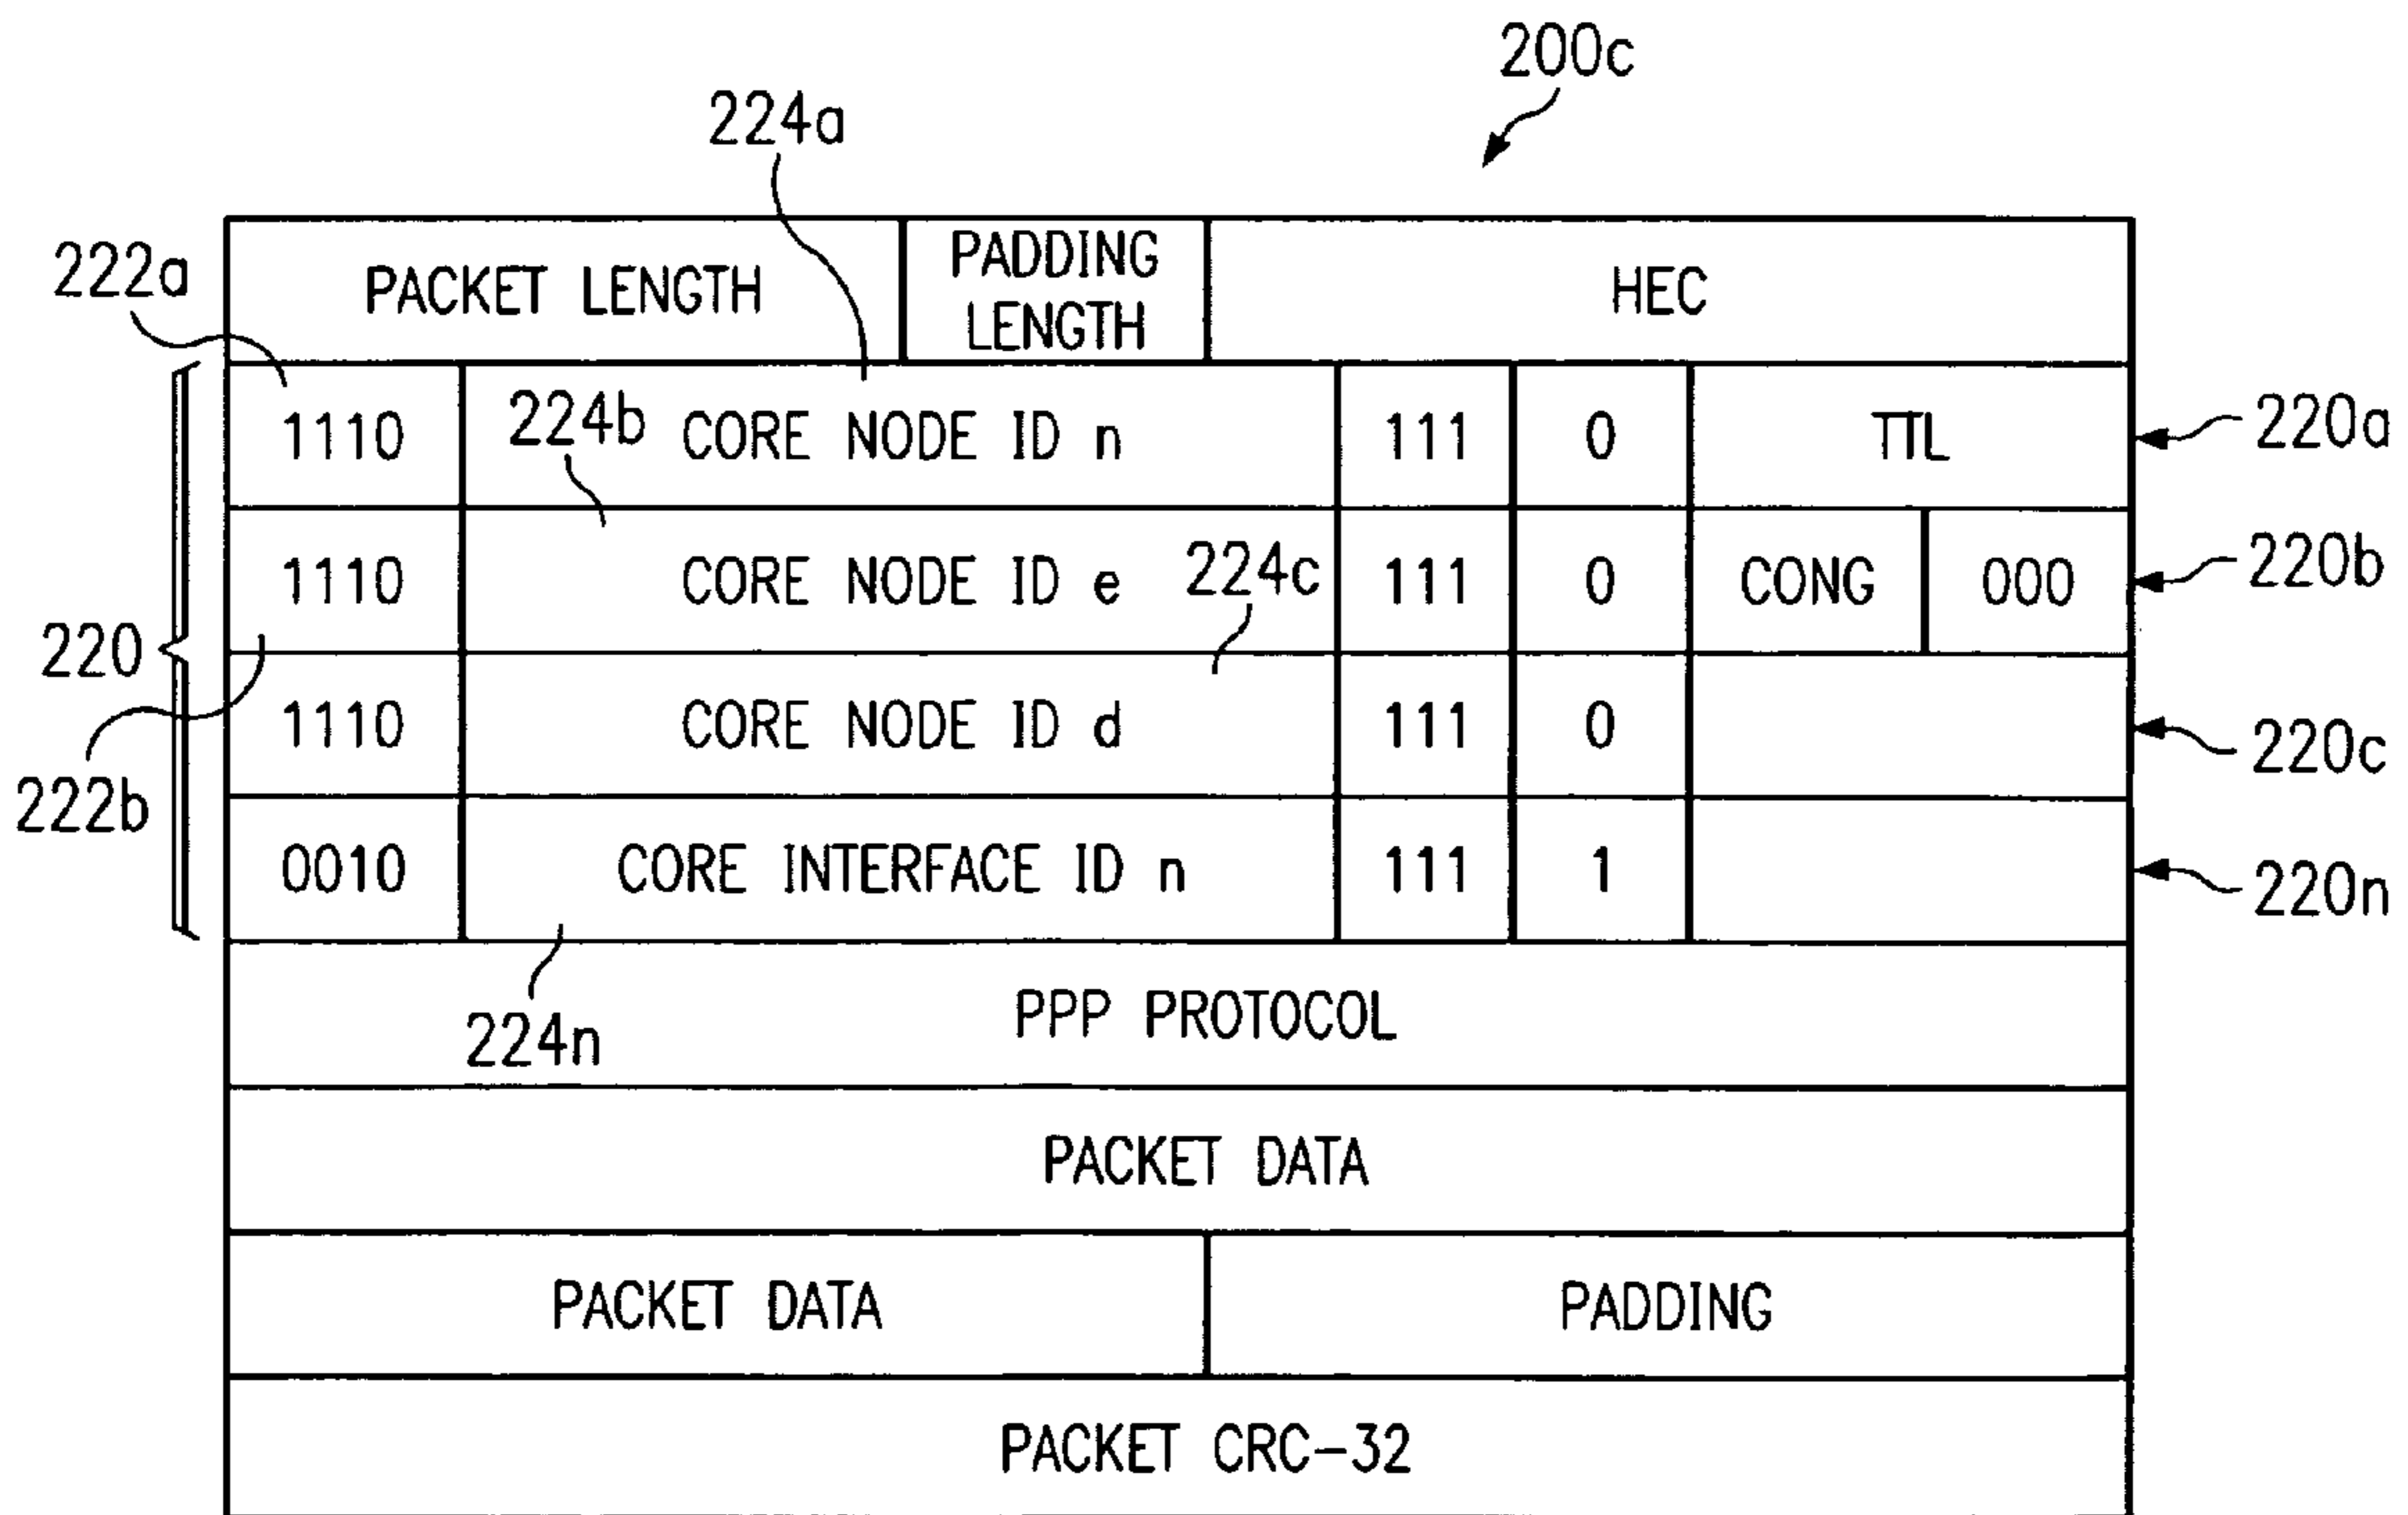 200c
224a
222a
PACKET LENGTH
PADDING
LENGTH
HEC
1110
224b
CORE NODE ID n
111
0
TTL
220a
1110
CORE NODE ID e
224c
111
0
CONG
000
220b
220
1110
CORE NODE ID d
111
0
220c
222b
0010
CORE INTERFACE ID n
111
1
220n
224n
PPP PROTOCOL
PACKET DATA
PACKET DATA
PADDING
PACKET CRC-32